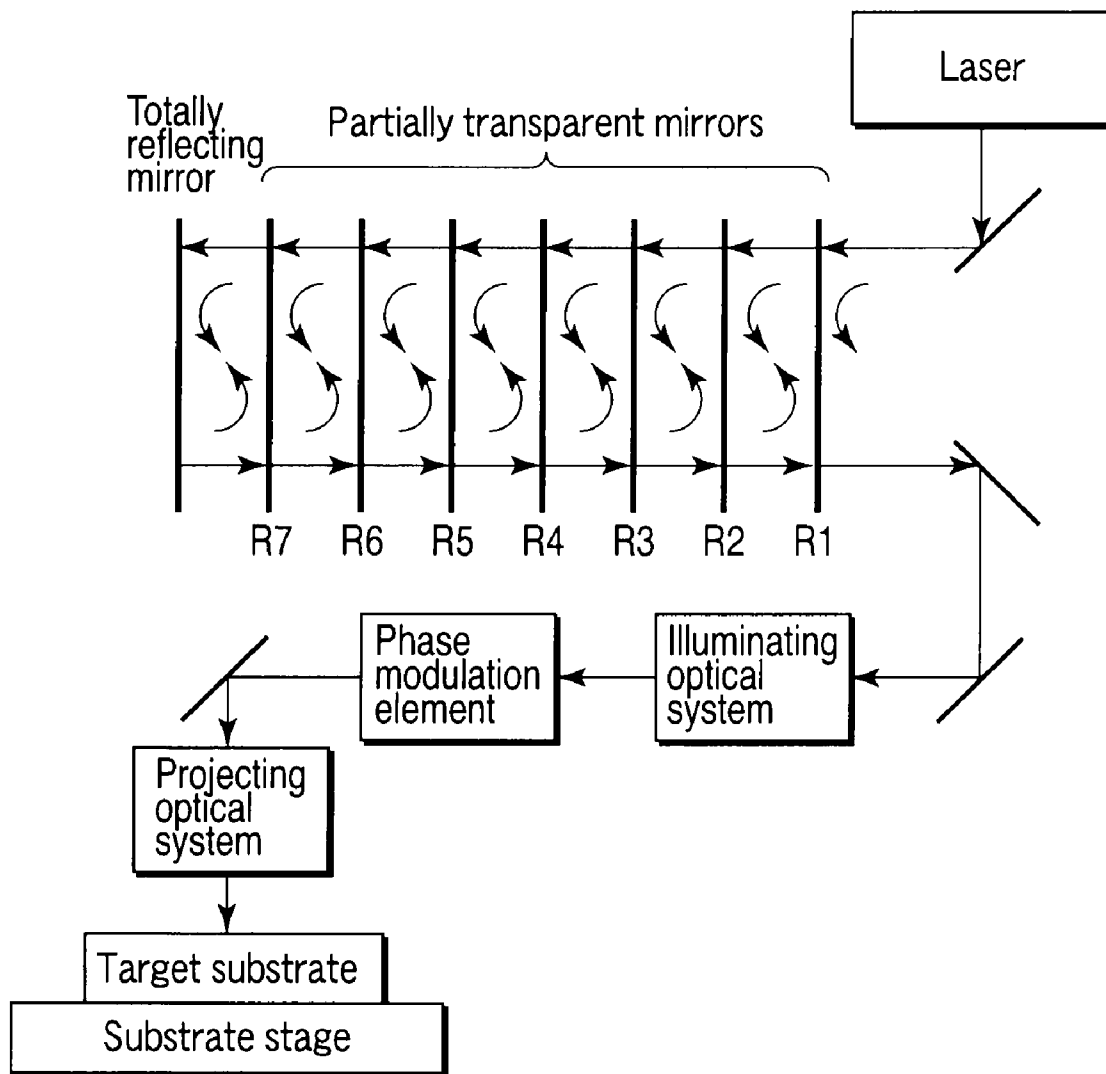 Laser
Totally
reflecting
mirror
Partially transparent mirrors
R7 R6 R5 R4 R3 R2 R1
Phase
modulation
element
Illuminating
optical
system
Projecting
optical
system
Target substrate
Substrate stage